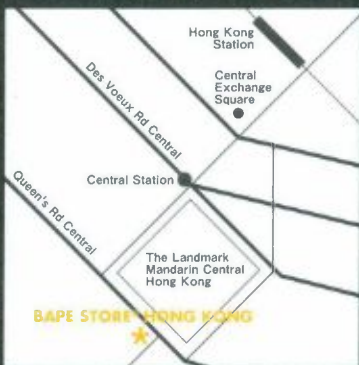 Hong Kong
Station
Central
Exchange
Square
Des Voeux Rd Central
Central Station
Queen's Rd Central
The Landmark
Mandarin Central
Hong Kong
BAPE STORE® HONG KONG